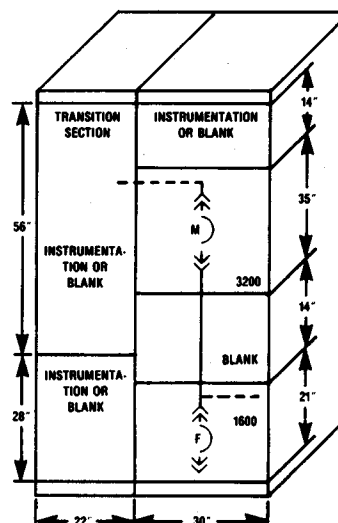 TRANSITION
SECTION
INSTRUMENTATION
OR BLANK
14"
56"
35"
M
INSTRUMENTA-
TION OR
BLANK
3200
14"
BLANK
INSTRUMENTA-
TION OR
BLANK
28"
21"
1600
F
22"
30"